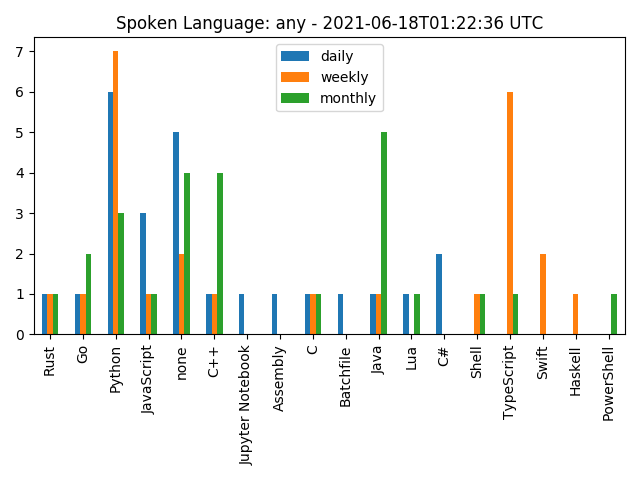 Spoken Language: any - 2021-06-18T01:22:36 UTC
daily
weekly
monthly
7
6
5
4
3
2
1
0
Rust
Go
Python
JavaScript
none
C++
Jupyter Notebook
Assembly
C
Batchfile
Java
Lua
C#
Shell
TypeScript
Swift
Haskell
PowerShell